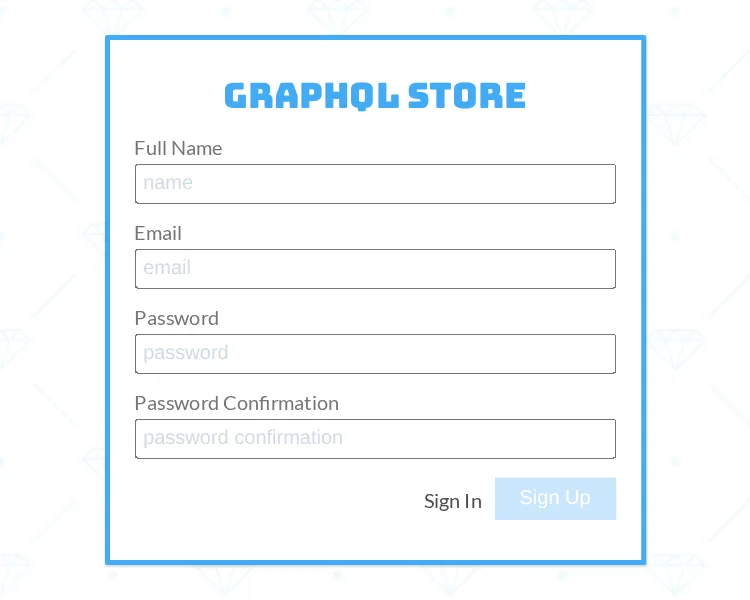 GRAPHQL STORE
Full Name
name
Email
email
Password
password
Password Confirmation
password confirmation
Sign In Sign Up